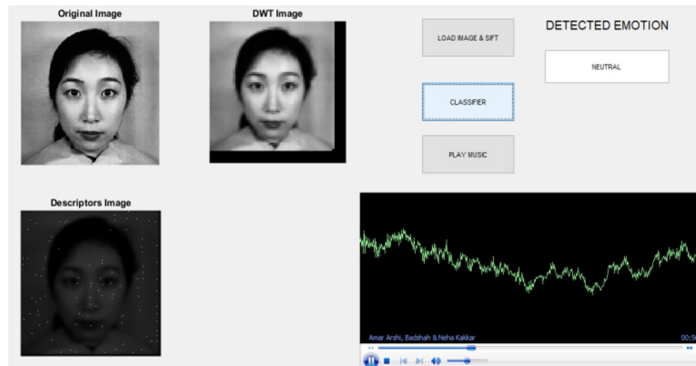 Original Image
DWT Image
LOAD IMAGE & SIFT
DETECTED EMOTION
NEUTRAL
CLASSIFIER
PLAY MUSIC
Descriptors Image
Amar Arshi, Badshah & Neha Kakkar